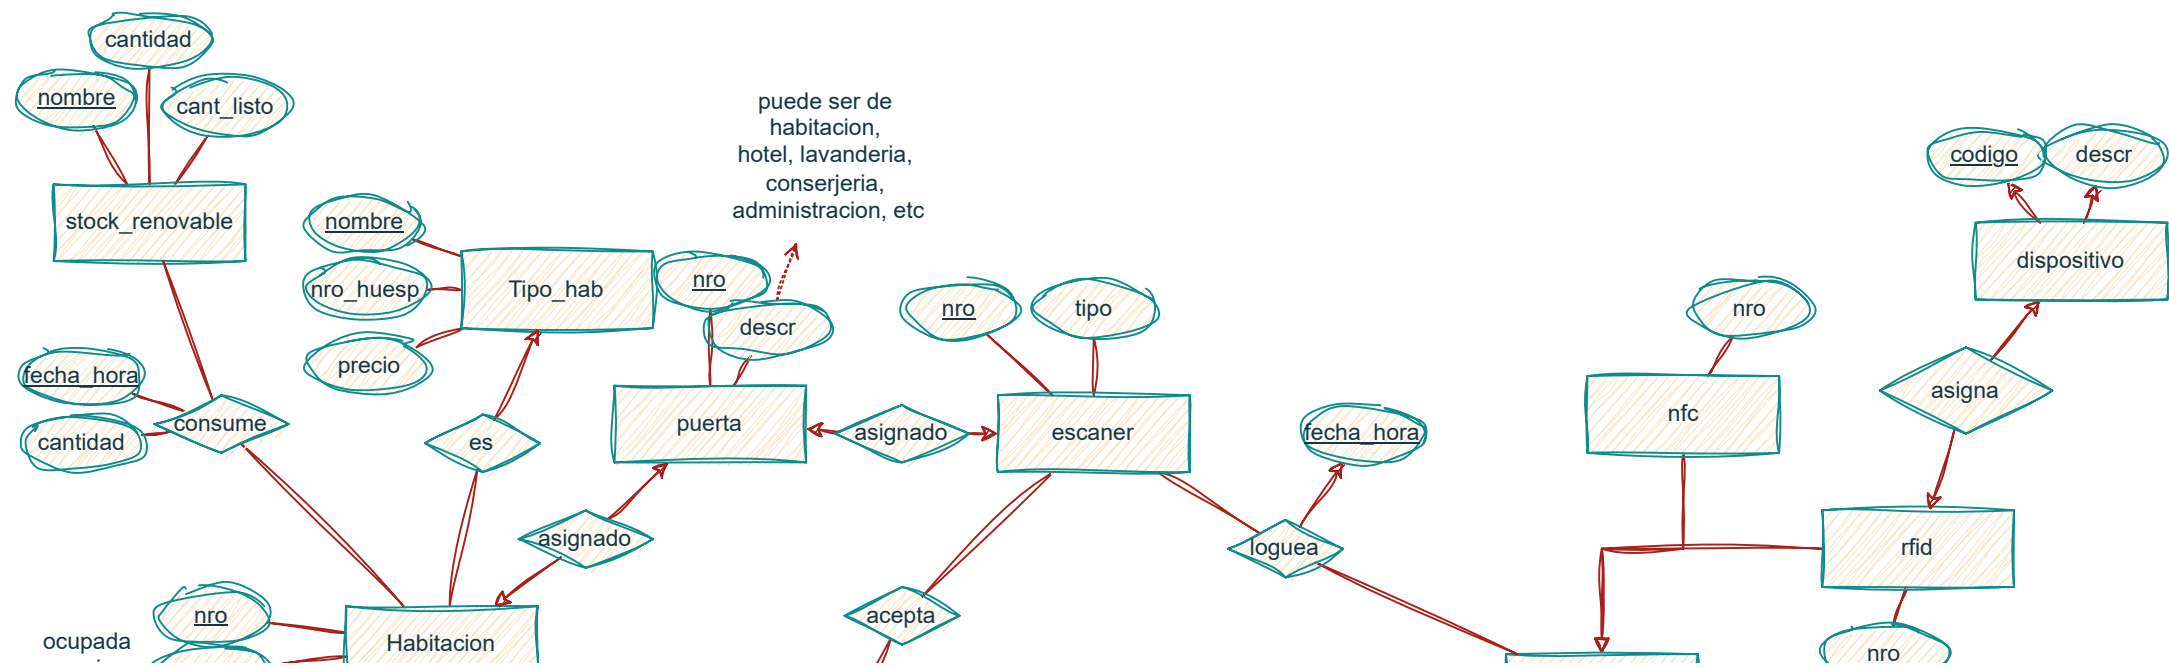 cantidad
nombre
cant_listo
stock_renovable
puede ser de
habitacion,
hotel, lavanderia,
conserjeria,
administracion, etc
codigo
descr
dispositivo
nombre
nro_huesp
precio
Tipo_hab
nro
descr
nro
tipo
nro
fecha_hora
cantidad
consume
es
puerta
asignado
escaner
fecha_hora
nfc
asigna
asignado
loguea
rfid
acepta
nro
ocupada
Habitacion
nro